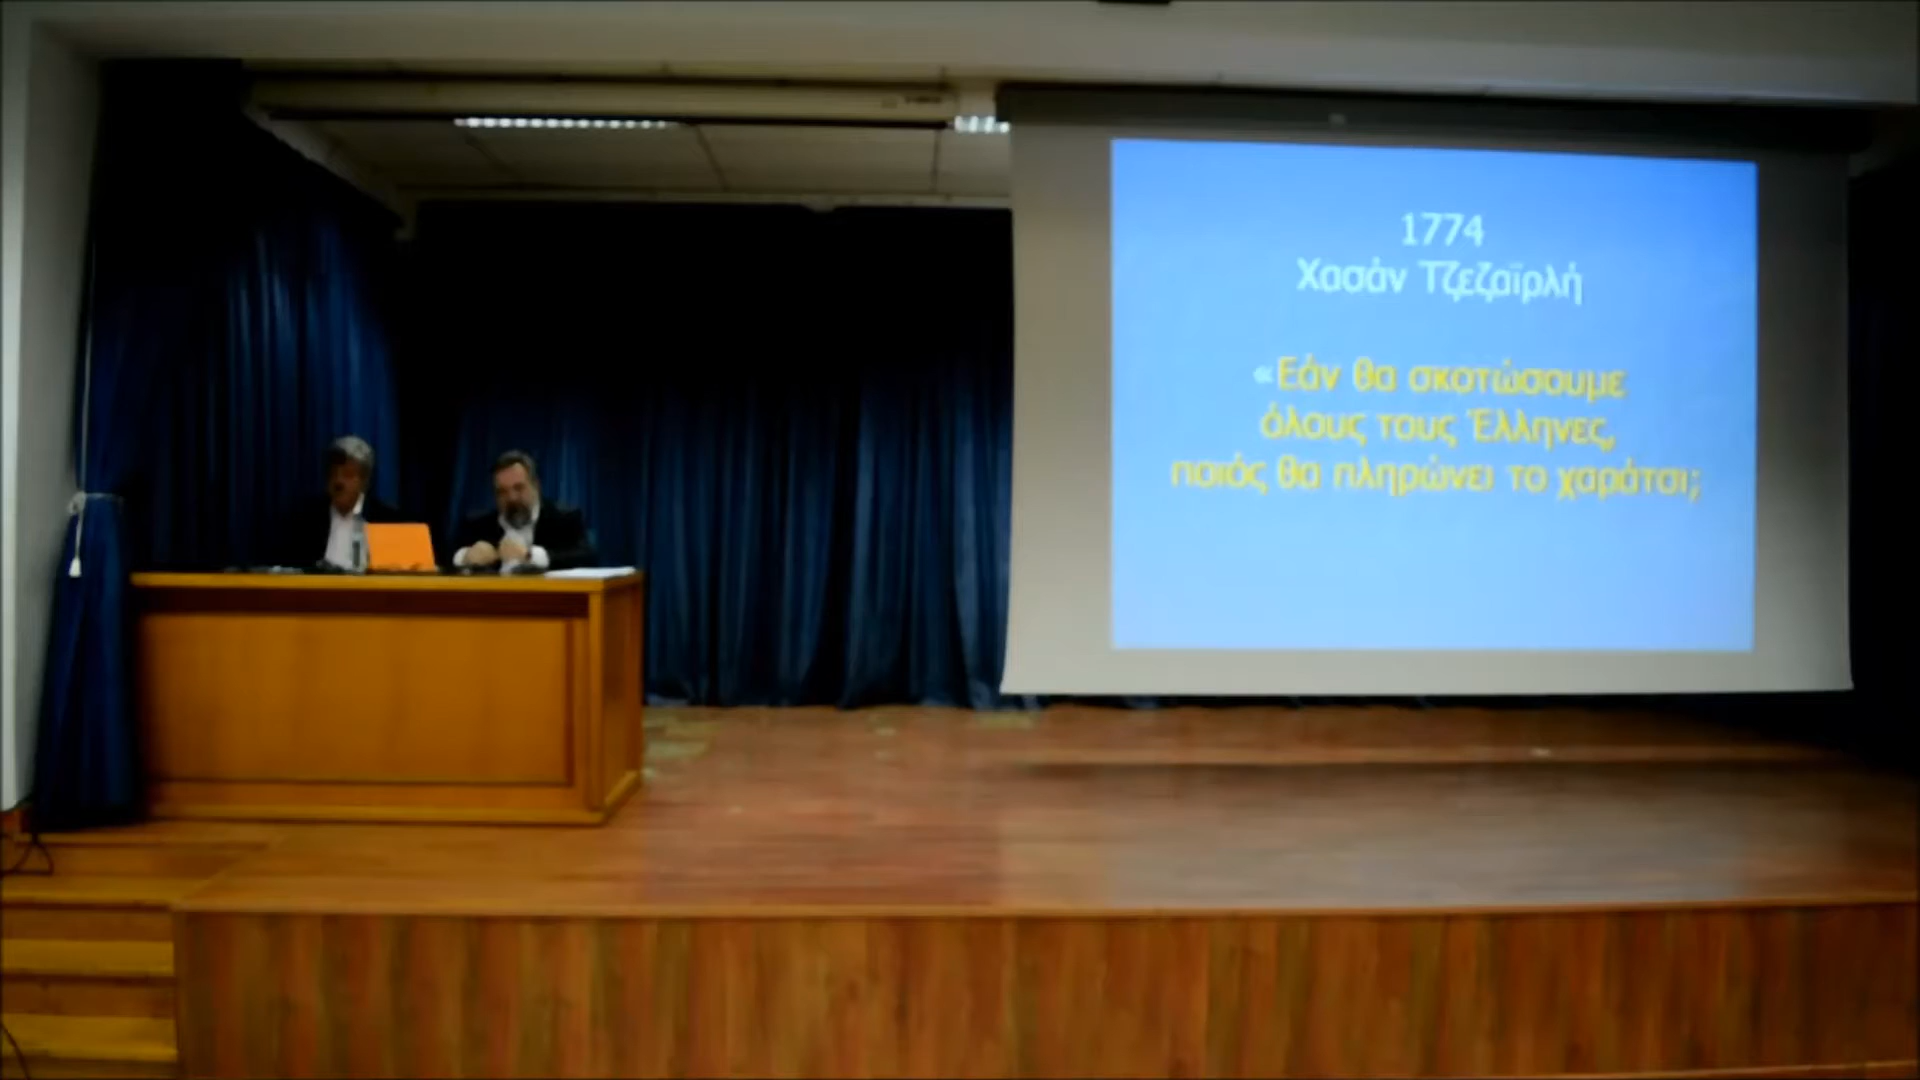 1774
Χασάν Τζεζαϊρλή
«Εάν θα σκοτώσουμε
όλους τους Έλληνες,
ποιός θα πληρώνει το χαράτσι;